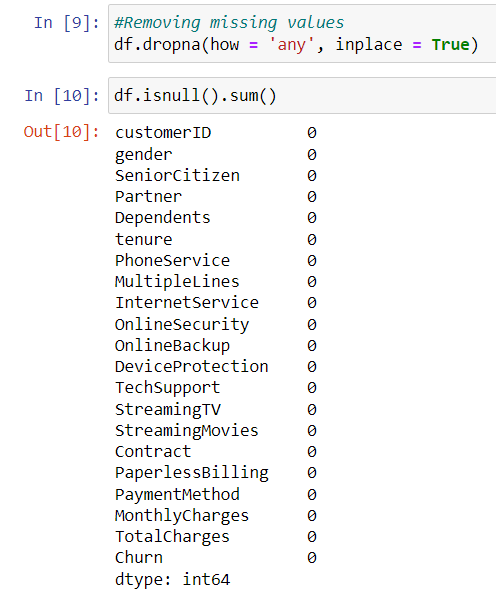 In [9]: #Removing missing values
df.dropna(how = 'any', inplace = True)
In [10]: df.isnull().sum()
Out[10]: customerID 0
gender 0
SeniorCitizen 0
Partner 0
Dependents 0
tenure 0
PhoneService 0
MultipleLines 0
InternetService 0
OnlineSecurity 0
OnlineBackup 0
DeviceProtection 0
TechSupport 0
StreamingTV 0
StreamingMovies 0
Contract 0
PaperlessBilling 0
PaymentMethod 0
MonthlyCharges 0
TotalCharges 0
Churn 0
dtype: int64